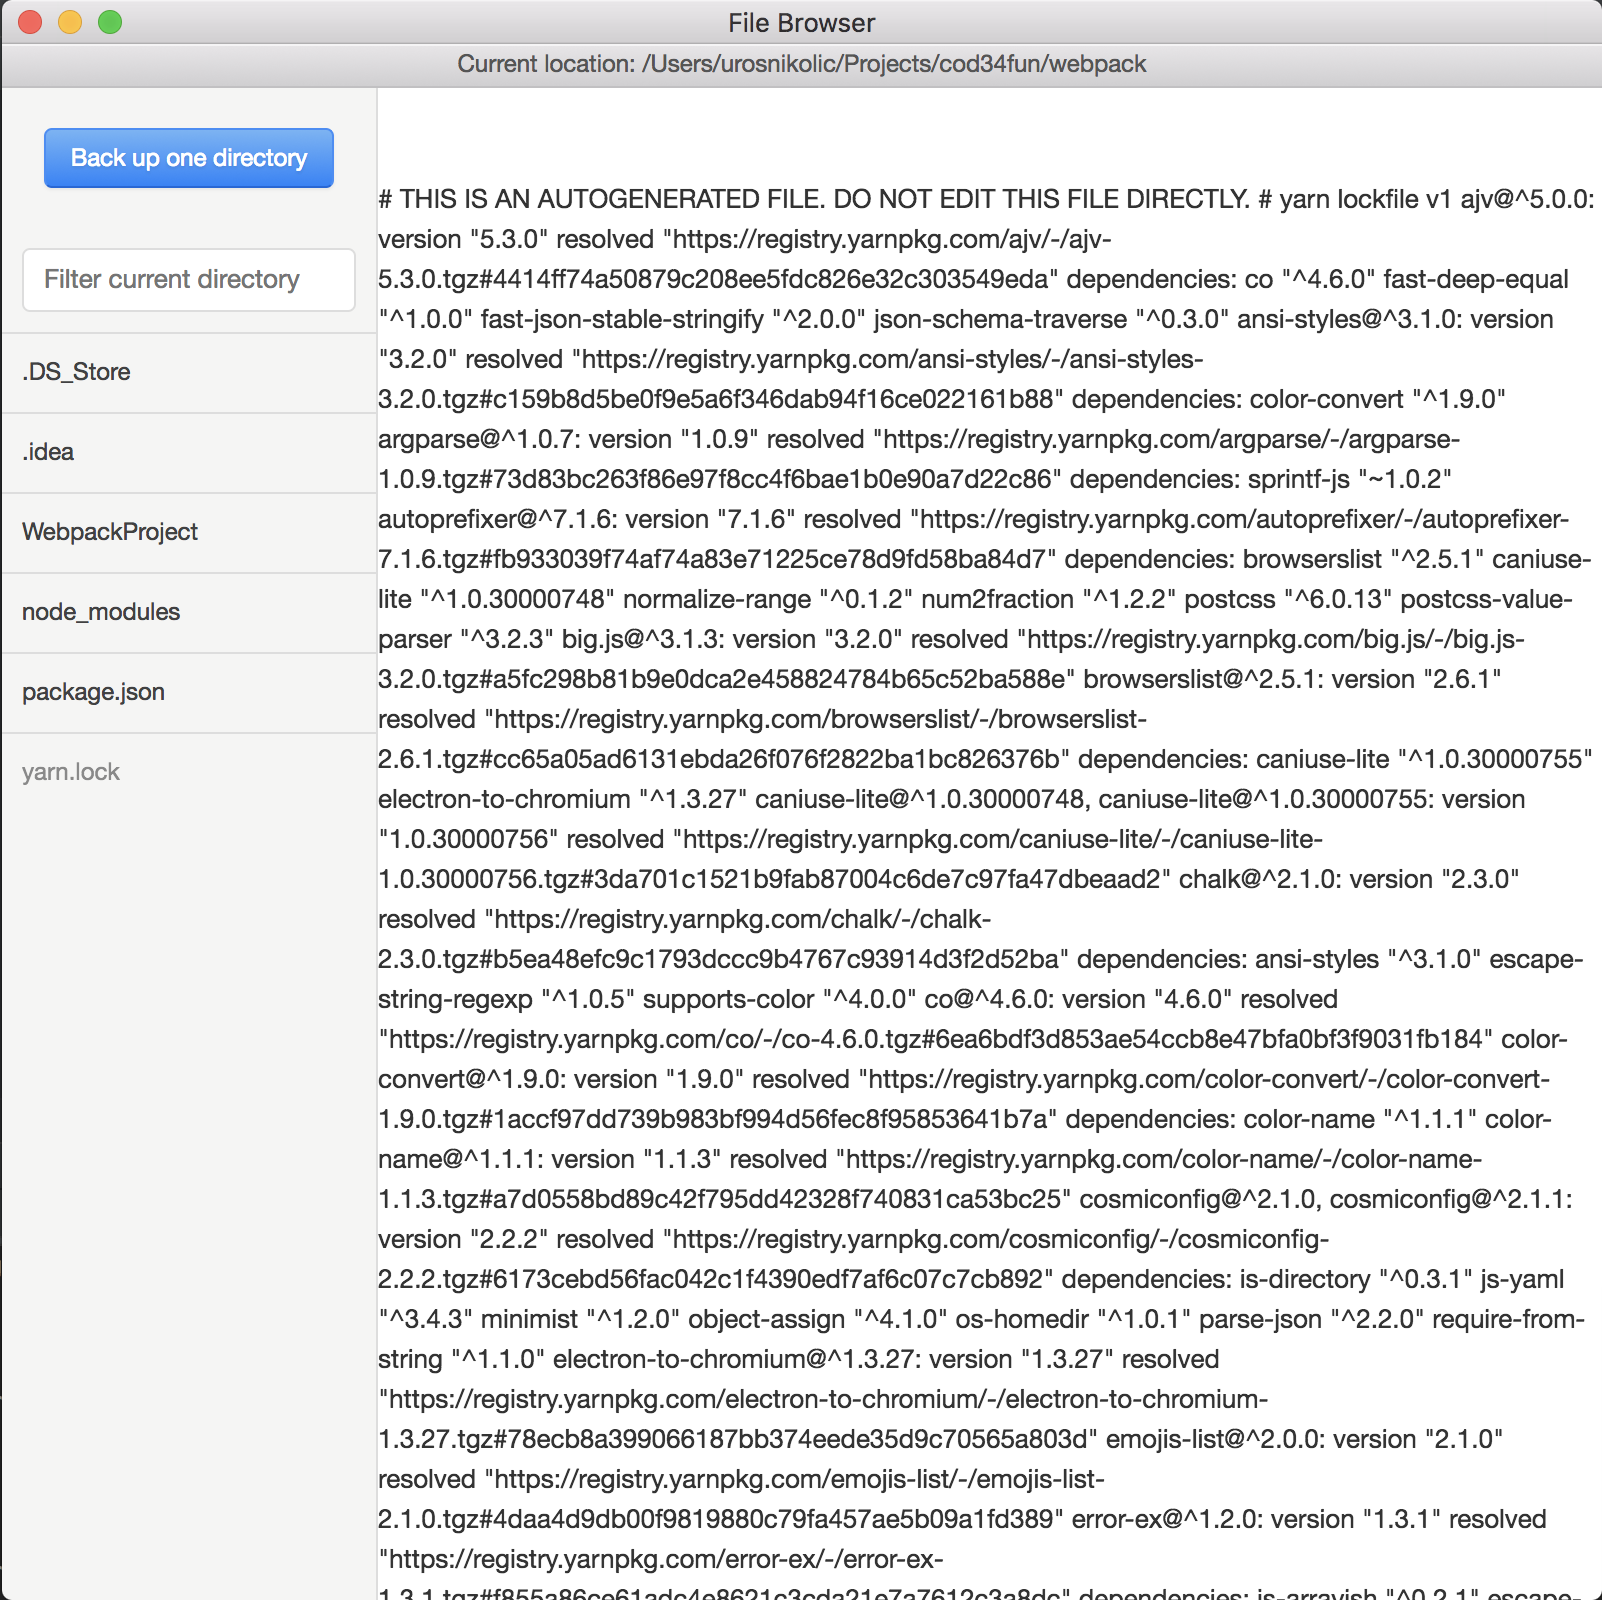 File Browser
Current location: /Users/urosnikolic/Projects/cod34fun/webpack
Back up one directory
Filter current directory
.DS_Store
.idea
WebpackProject
node_modules
package.json
yarn.lock
# THIS IS AN AUTOGENERATED FILE. DO NOT EDIT THIS FILE DIRECTLY. # yarn lockfile v1 ajv@^5.0.0:
version "5.3.0" resolved "https://registry.yarnpkg.com/ajv/-/ajv-
5.3.0.tgz#4414ff74a50879c208ee5fdc826e32c303549eda" dependencies: co "^4.6.0" fast-deep-equal
"^1.0.0" fast-json-stable-stringify "^2.0.0" json-schema-traverse "^0.3.0" ansi-styles@^3.1.0: version
"3.2.0" resolved "https://registry.yarnpkg.com/ansi-styles/-/ansi-styles-
3.2.0.tgz#c159b8d5be0f9e5a6f346dab94f16ce022161b88" dependencies: color-convert "^1.9.0"
argparse@^1.0.7: version "1.0.9" resolved "https://registry.yarnpkg.com/argparse/-/argparse-
1.0.9.tgz#73d83bc263f86e97f8cc4f6bae1b0e90a7d22c86" dependencies: sprintf-js "~1.0.2"
autoprefixer@^7.1.6: version "7.1.6" resolved "https://registry.yarnpkg.com/autoprefixer/-/autoprefixer-
7.1.6.tgz#fb933039f74af74a83e71225ce78d9fd58ba84d7" dependencies: browserslist "^2.5.1" caniuse-
lite "^1.0.30000748" normalize-range "^0.1.2" num2fraction "^1.2.2" postcss "^6.0.13" postcss-value-
parser "^3.2.3" big.js@^3.1.3: version "3.2.0" resolved "https://registry.yarnpkg.com/big.js/-/big.js-
3.2.0.tgz#a5fc298b81b9e0dca2e458824784b65c52ba588e" browserslist@^2.5.1: version "2.6.1"
resolved "https://registry.yarnpkg.com/browserslist/-/browserslist-
2.6.1.tgz#cc65a05ad6131ebda26f076f2822ba1bc826376b" dependencies: caniuse-lite "^1.0.30000755"
electron-to-chromium "^1.3.27" caniuse-lite@^1.0.30000748, caniuse-lite@^1.0.30000755: version
"1.0.30000756" resolved "https://registry.yarnpkg.com/caniuse-lite/-/caniuse-lite-
1.0.30000756.tgz#3da701c1521b9fab87004c6de7c97fa47dbeaad2" chalk@^2.1.0: version "2.3.0"
resolved "https://registry.yarnpkg.com/chalk/-/chalk-
2.3.0.tgz#b5ea48efc9c1793dccc9b4767c93914d3f2d52ba" dependencies: ansi-styles "^3.1.0" escape-
string-regexp "^1.0.5" supports-color "^4.0.0" co@^4.6.0: version "4.6.0" resolved
"https://registry.yarnpkg.com/co/-/co-4.6.0.tgz#6ea6bdf3d853ae54ccb8e47bfa0bf3f9031fb184" color-
convert@^1.9.0: version "1.9.0" resolved "https://registry.yarnpkg.com/color-convert/-/color-convert-
1.9.0.tgz#1accf97dd739b983bf994d56fec8f95853641b7a" dependencies: color-name "^1.1.1" color-
name@^1.1.1: version "1.1.3" resolved "https://registry.yarnpkg.com/color-name/-/color-name-
1.1.3.tgz#a7d0558bd89c42f795dd42328f740831ca53bc25" cosmiconfig@^2.1.0, cosmiconfig@^2.1.1:
version "2.2.2" resolved "https://registry.yarnpkg.com/cosmiconfig/-/cosmiconfig-
2.2.2.tgz#6173cebd56fac042c1f4390edf7af6c07c7cb892" dependencies: is-directory "^0.3.1" js-yaml
"^3.4.3" minimist "^1.2.0" object-assign "^4.1.0" os-homedir "^1.0.1" parse-json "^2.2.0" require-from-
string "^1.1.0" electron-to-chromium@^1.3.27: version "1.3.27" resolved
"https://registry.yarnpkg.com/electron-to-chromium/-/electron-to-chromium-
1.3.27.tgz#78ecb8a399066187bb374eede35d9c70565a803d" emojis-list@^2.0.0: version "2.1.0"
resolved "https://registry.yarnpkg.com/emojis-list/-/emojis-list-
2.1.0.tgz#4daa4d9db00f9819880c79fa457ae5b09a1fd389" error-ex@^1.2.0: version "1.3.1" resolved
"https://registry.yarnpkg.com/error-ex/-/error-ex-
1.3.1.tgz#f855a86ce61adc4e8621c3cda21e7a7612c3a8dc" dependencies: is-arrayish "^0.2.1" escape-